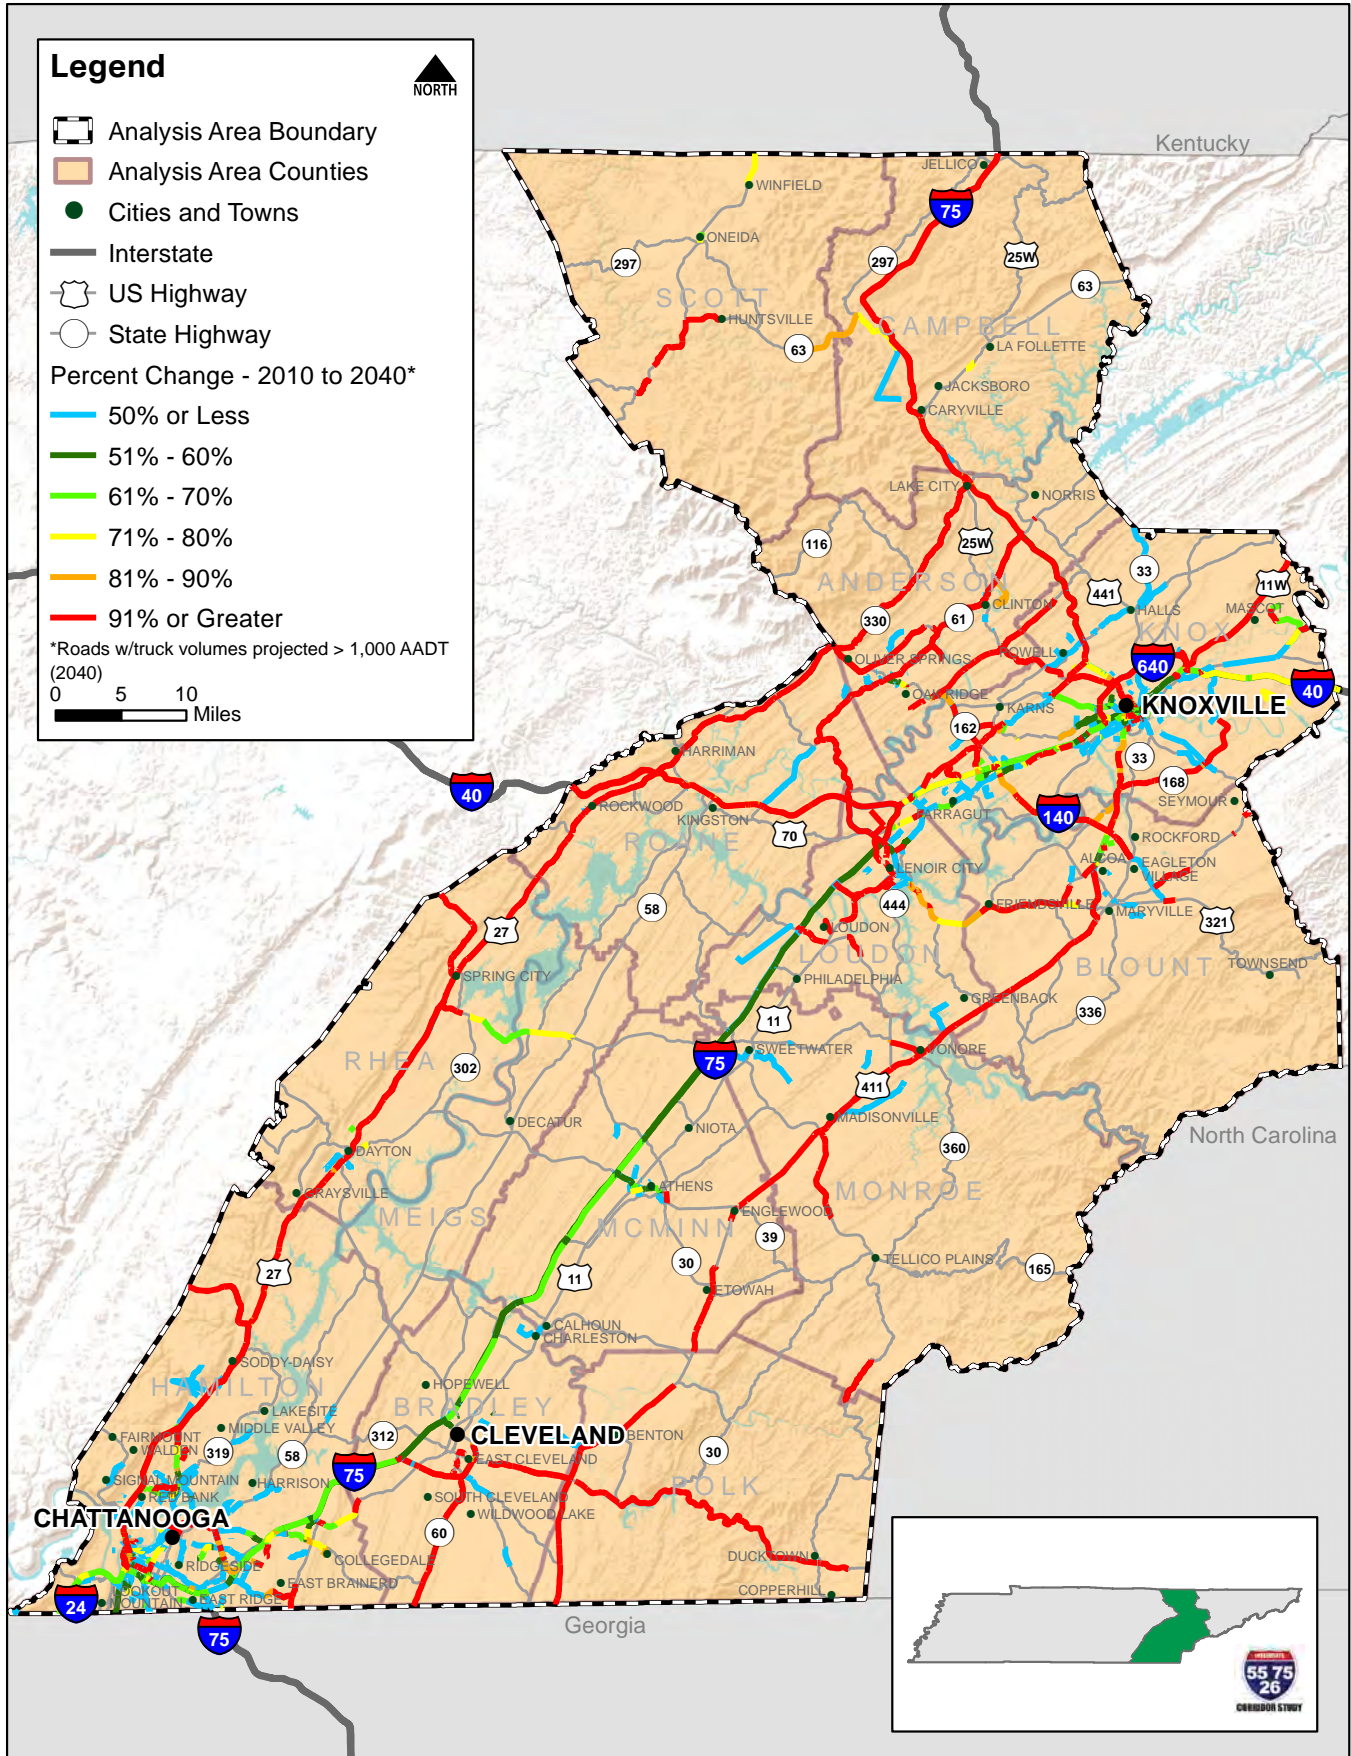 Legend
NORTH
Analysis Area Boundary
Analysis Area Counties
Cities and Towns
Interstate
US Highway
State Highway
Percent Change - 2010 to 2040*
50% or Less
51% - 60%
61% - 70%
71% - 80%
81% - 90%
91% or Greater
*Roads w/truck volumes projected > 1,000 AADT
(2040)
0 5 10
Miles
Kentucky
JELLICO
WINFIELD
75
ONEIDA
297
297
25W
63
SCOTT
HUNTSVILLE
CAMPBELL
63
LA FOLLETTE
JACKSBORO
CARYVILLE
LAKE CITY
NORRIS
116
25W
33
ANDERSON
441
11W
CLINTON
HALLS
MASCOT
330
61
KNOX
OLIVER SPRINGS
POWELL
640
40
OAK RIDGE
KARNS
KNOXVILLE
162
33
HARRIMAN
168
40
ROCKWOOD
KINGSTON
FARRAGUT
140
SEYMOUR
70
ROCKFORD
ROANE
ALCOA
EAGLETON
VILLAGE
LENOIR CITY
58
444
FRIENDSVILLE
MARYVILLE
321
27
LOUDON
LOUDON
BLOUNT
TOWNSEND
SPRING CITY
PHILADELPHIA
GREENBACK
336
11
RHEA
75
SWEETWATER
VONORE
302
411
DECATUR
NIOTA
MADISONVILLE
North Carolina
DAYTON
360
GRAYSVILLE
ATHENS
MONROE
MEIGS
MCMINN
ENGLEWOOD
39
27
11
30
TELLICO PLAINS
165
ETOWAH
CALHOUN
CHARLESTON
SODDY-DAISY
HAMILTON
HOPEWELL
BRADLEY
LAKESITE
MIDDLE VALLEY
FAIRMOUNT
WALDEN
319
58
312
CLEVELAND
BENTON
30
EAST CLEVELAND
75
SIGNAL MOUNTAIN
HARRISON
POLK
RED BANK
SOUTH CLEVELAND
WILDWOOD LAKE
CHATTANOOGA
60
COLLEGEDALE
DUCKTOWN
RIDGESIDE
EAST BRAINERD
COPPERHILL
24
LOOKOUT
MOUNTAIN
EAST RIDGE
75
Georgia
INTERSTATE
55 75
26
CORRIDOR STUDY